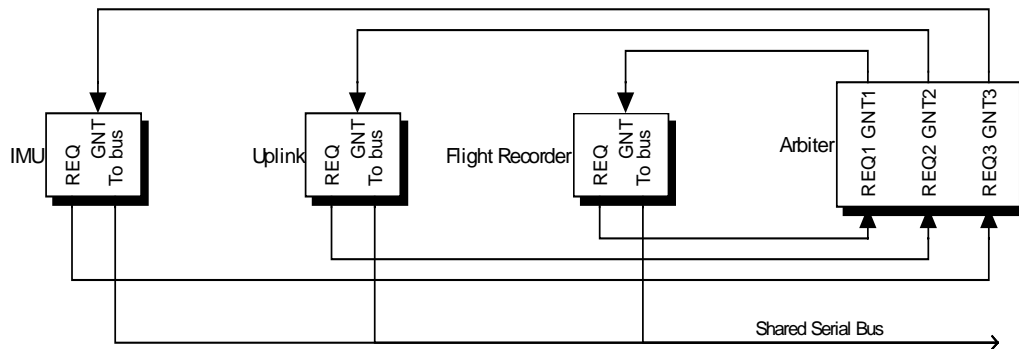 IMU
REQ
GNT
To bus
Uplink
REQ
GNT
To bus
Flight Recorder
REQ
GNT
To bus
Arbiter
REQ1 GNT1
REQ2 GNT2
REQ3 GNT3
Shared Serial Bus